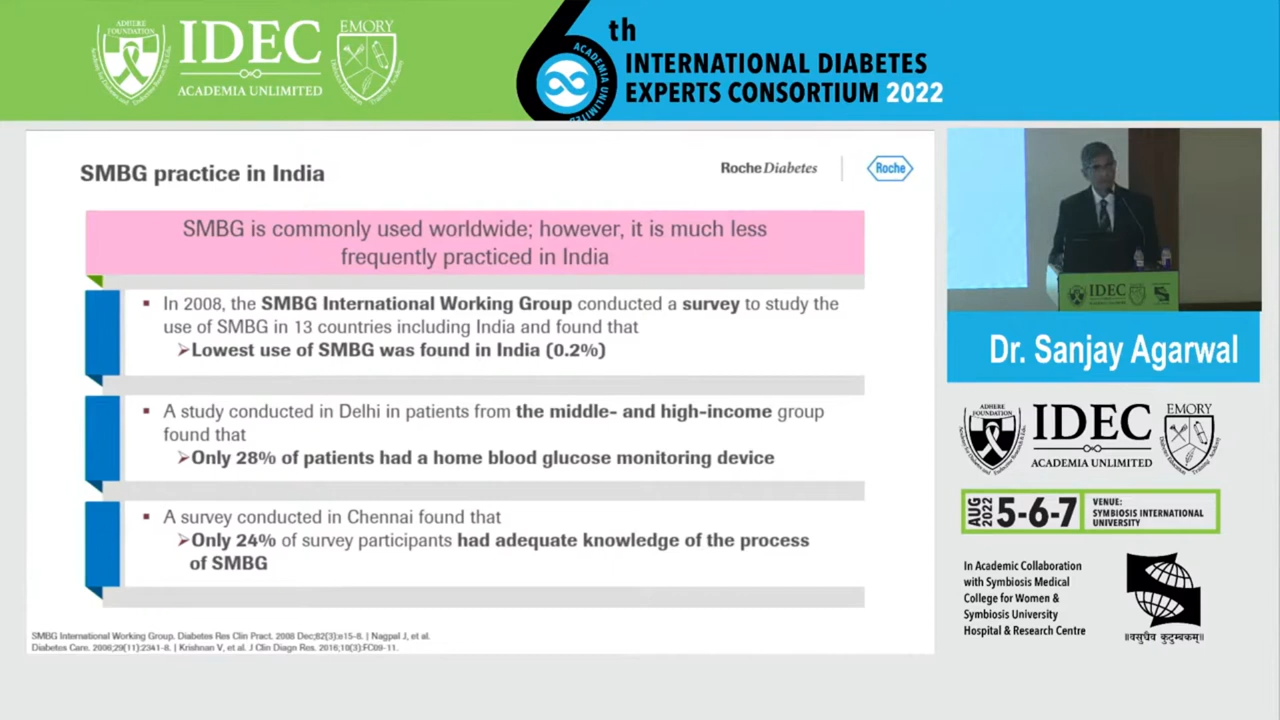 ADHERE
FOUNDATION
IDEC
ACADEMIA UNLIMITED
EMORY
6th
ACADEMIA UNLIMITED
INTERNATIONAL DIABETES
EXPERTS CONSORTIUM 2022
SMBG practice in India
Roche Diabetes
Roche
SMBG is commonly used worldwide; however, it is much less
frequently practiced in India
▪ In 2008, the SMBG International Working Group conducted a survey to study the
use of SMBG in 13 countries including India and found that
➢Lowest use of SMBG was found in India (0.2%)
▪ A study conducted in Delhi in patients from the middle- and high-income group
found that
➢Only 28% of patients had a home blood glucose monitoring device
▪ A survey conducted in Chennai found that
➢Only 24% of survey participants had adequate knowledge of the process
of SMBG
SMBG International Working Group. Diabetes Res Clin Pract. 2008 Dec;82(3):e15-8. | Nagpal J, et al.
Diabetes Care. 2006;29(11):2341-8. | Krishnan V, et al. J Clin Diagn Res. 2016;10(3):FC09-11.
IDEC
Dr. Sanjay Agarwal
ADHERE
FOUNDATION
IDEC
ACADEMIA UNLIMITED
EMORY
AUG
2022
5-6-7
VENUE:
SYMBIOSIS INTERNATIONAL
UNIVERSITY
In Academic Collaboration
with Symbiosis Medical
College for Women &
Symbiosis University
Hospital & Research Centre
॥वसुधैव कुटुम्बकम्॥